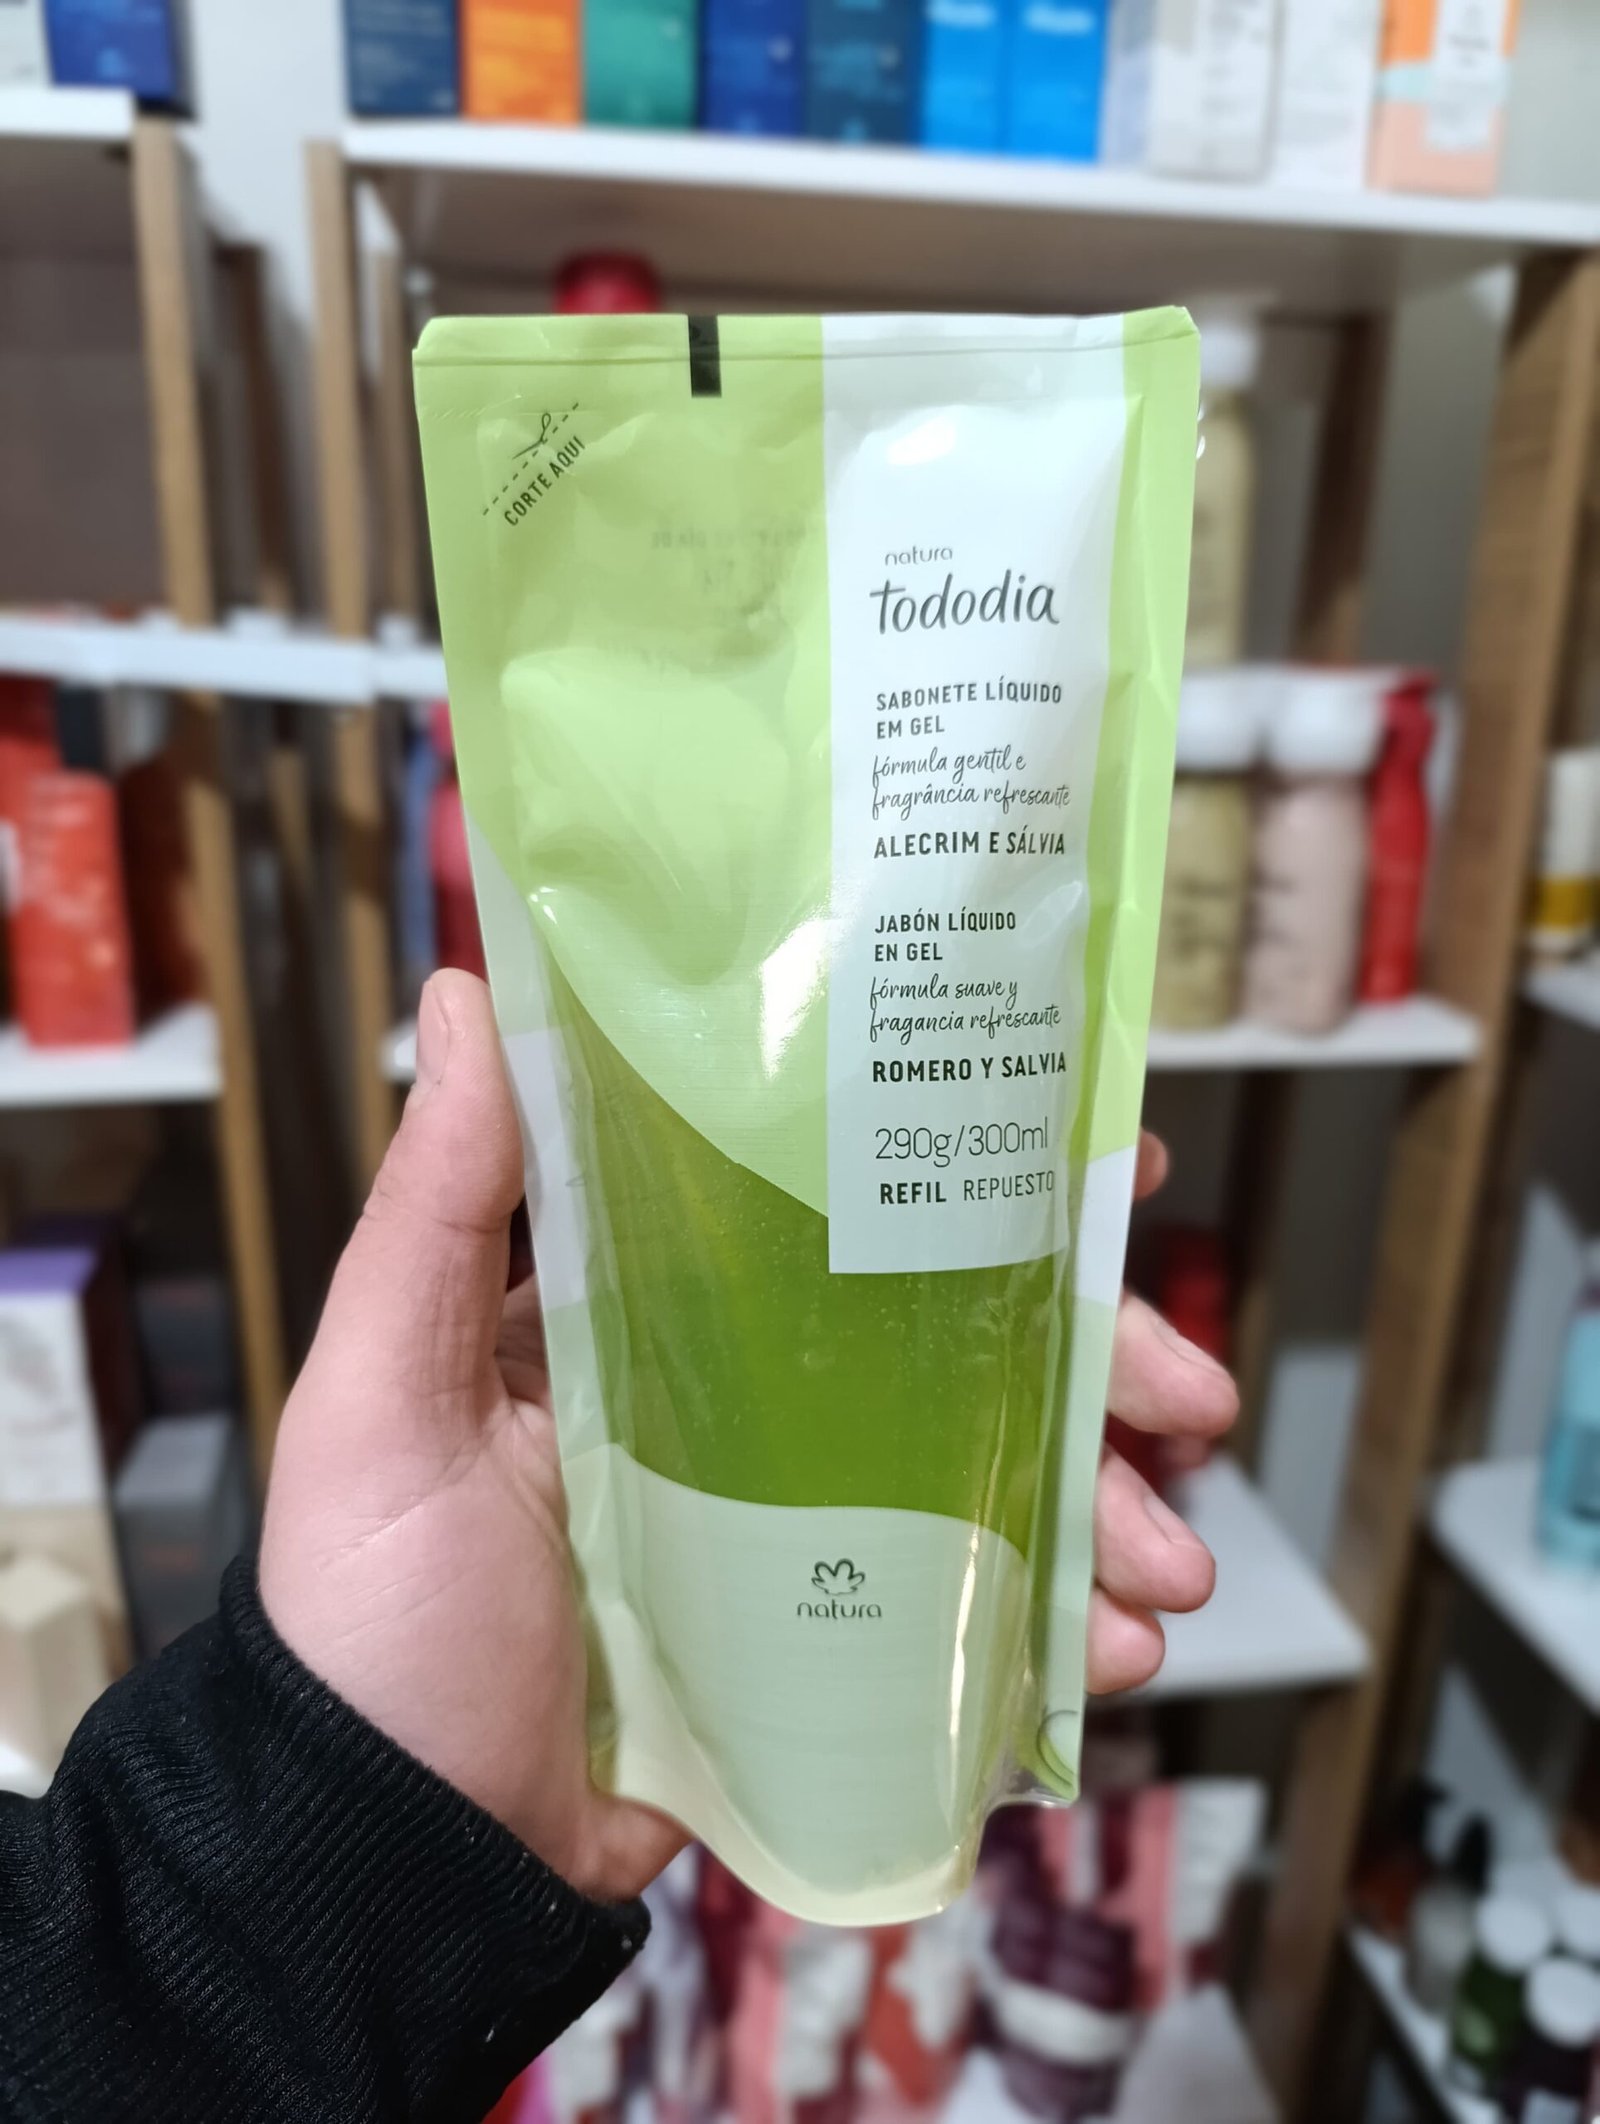 CORTE AQUI
natura
tododia
SABONETE LÍQUIDO
EM GEL
fórmula gentil e
fragrância refrescante
ALECRIM E SÁLVIA
JABÓN LÍQUIDO
EN GEL
fórmula suave y
fragancia refrescante
ROMERO Y SALVIA
290g/300ml
REFIL REPUESTO
natura